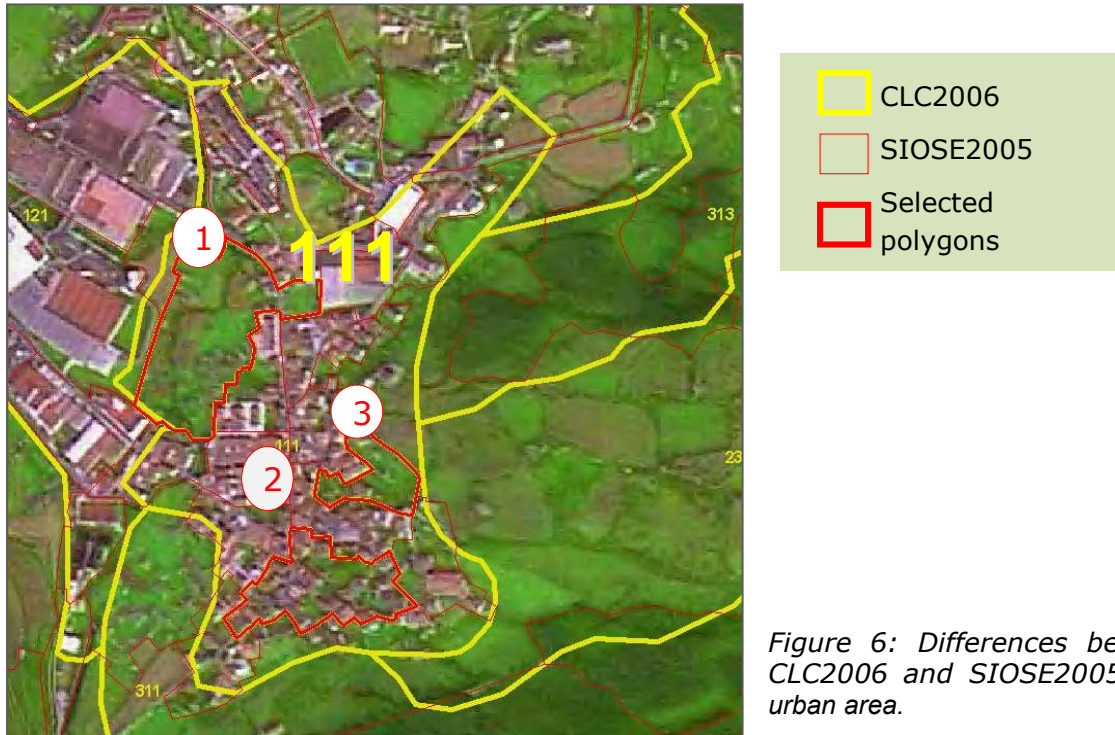 CLC2006
SIOSE2005
Selected
polygons
121
1
111
313
3
111
2
23
311
Figure 6: Differences be
CLC2006 and SIOSE2005
urban area.